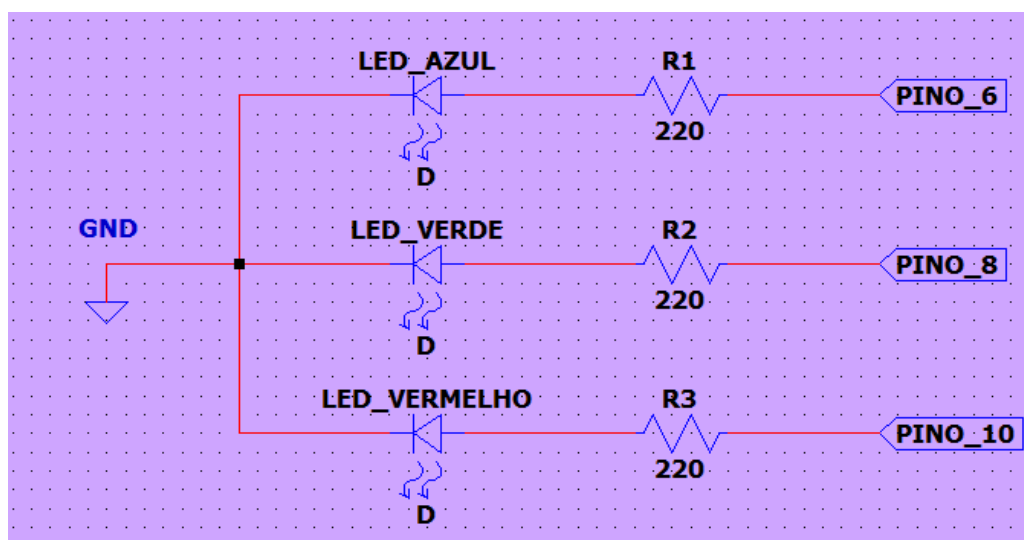 LED_AZUL
R1
PINO_6
220
D
GND
LED_VERDE
R2
PINO_8
220
D
LED_VERMELHO
R3
PINO_10
220
D